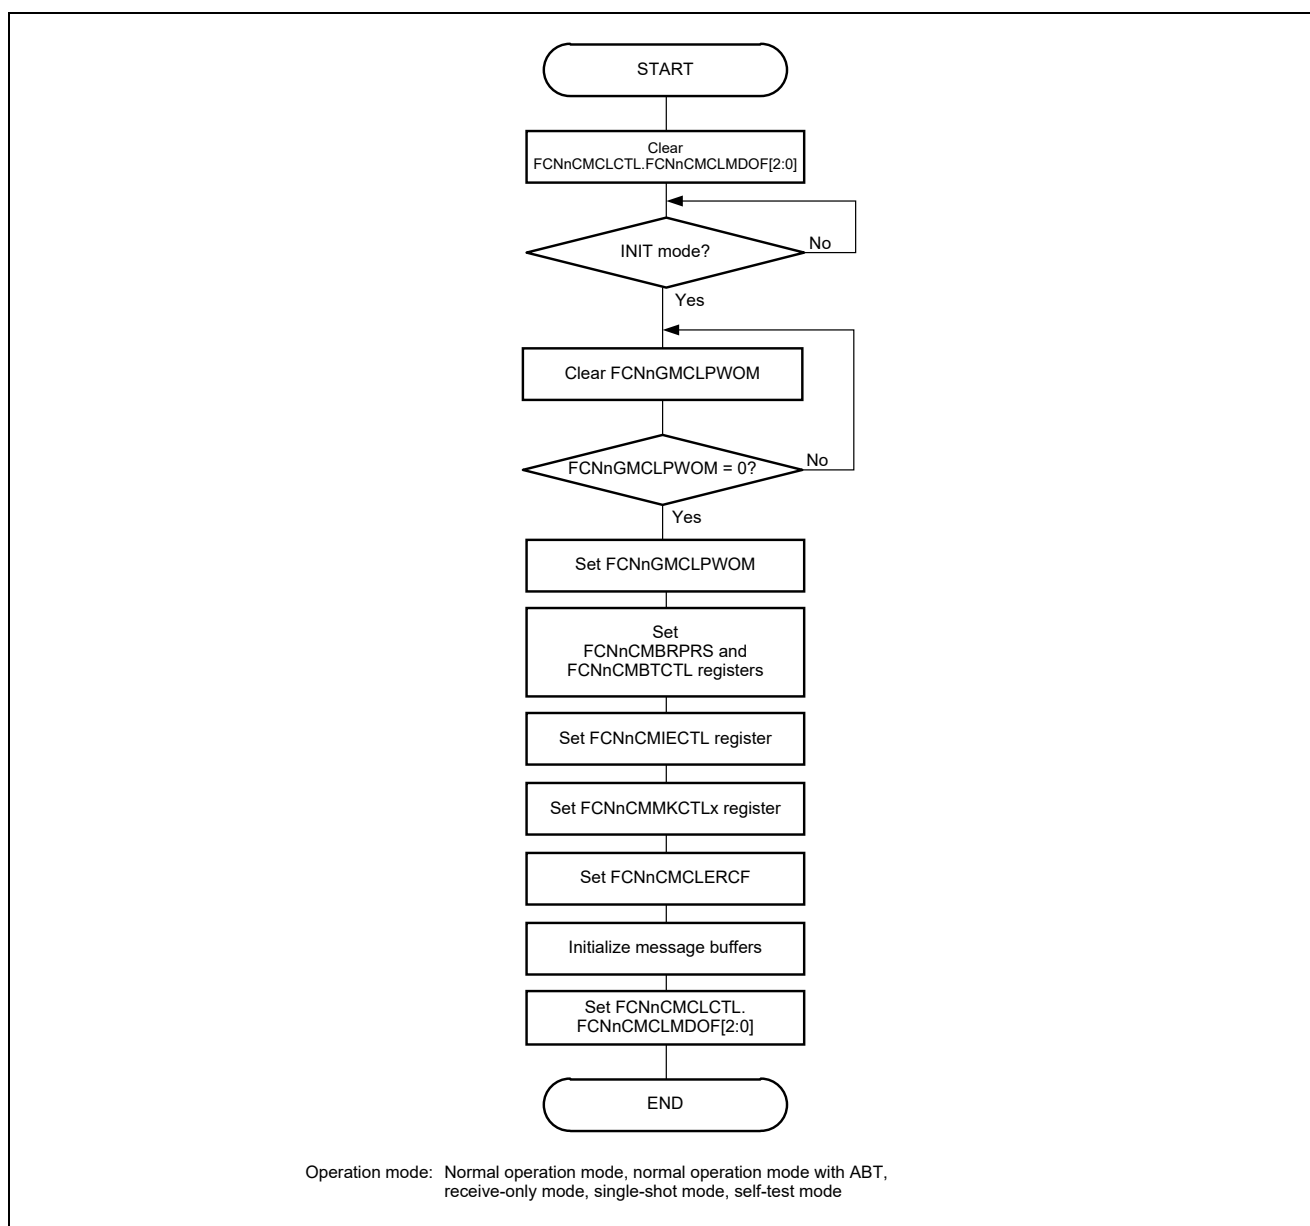 START
Clear
FCNnCMCLCTL.FCNnCMCLMDOF[2:0]
INIT mode?
No
Yes
Clear FCNnGMCLPWOM
FCNnGMCLPWOM = 0?
No
Yes
Set FCNnGMCLPWOM
Set
FCNnCMBRPRS and
FCNnCMBTCTL registers
Set FCNnCMIECTL register
Set FCNnCMMKCTLx register
Set FCNnCMCLERCF
Initialize message buffers
Set FCNnCMCLCTL.
FCNnCMCLMDOF[2:0]
END
Operation mode: Normal operation mode, normal operation mode with ABT,
receive-only mode, single-shot mode, self-test mode